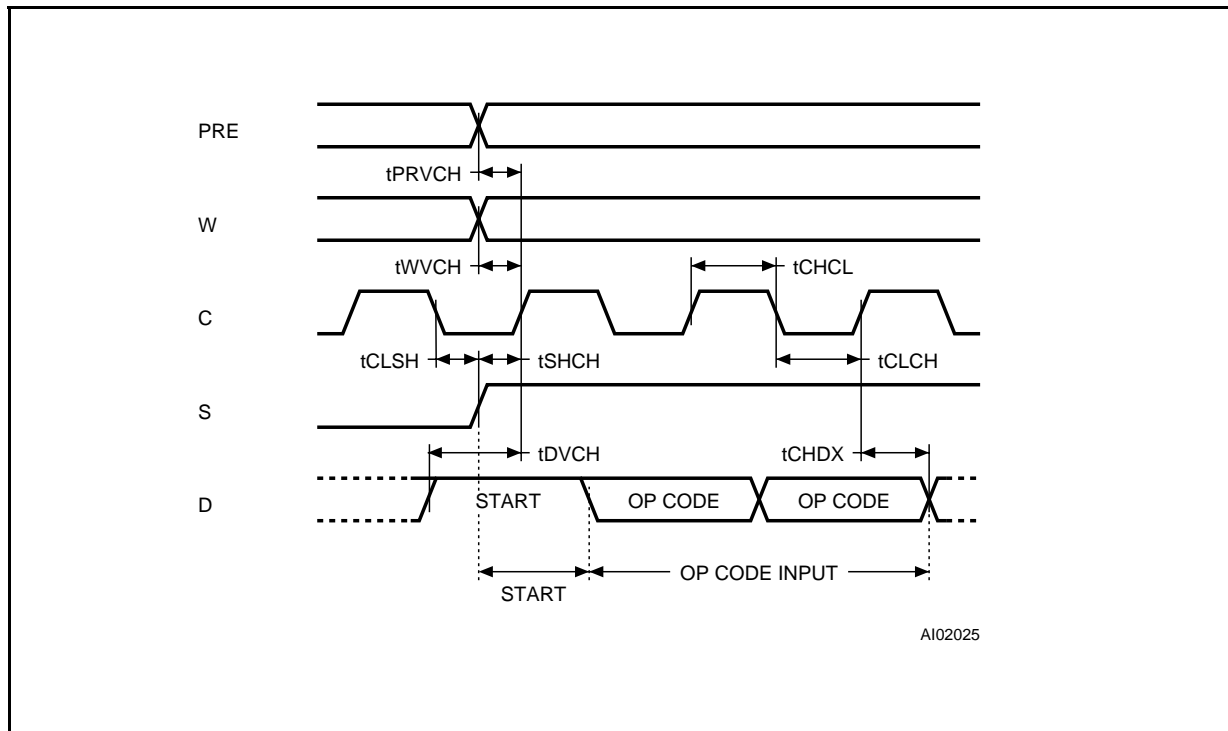 PRE
tPRVCH
W
tWVCH
tCHCL
C
tCLSH
tSHCH
tCLCH
S
tDVCH
tCHDX
D
START
OP CODE
OP CODE
OP CODE INPUT
START
AI02025